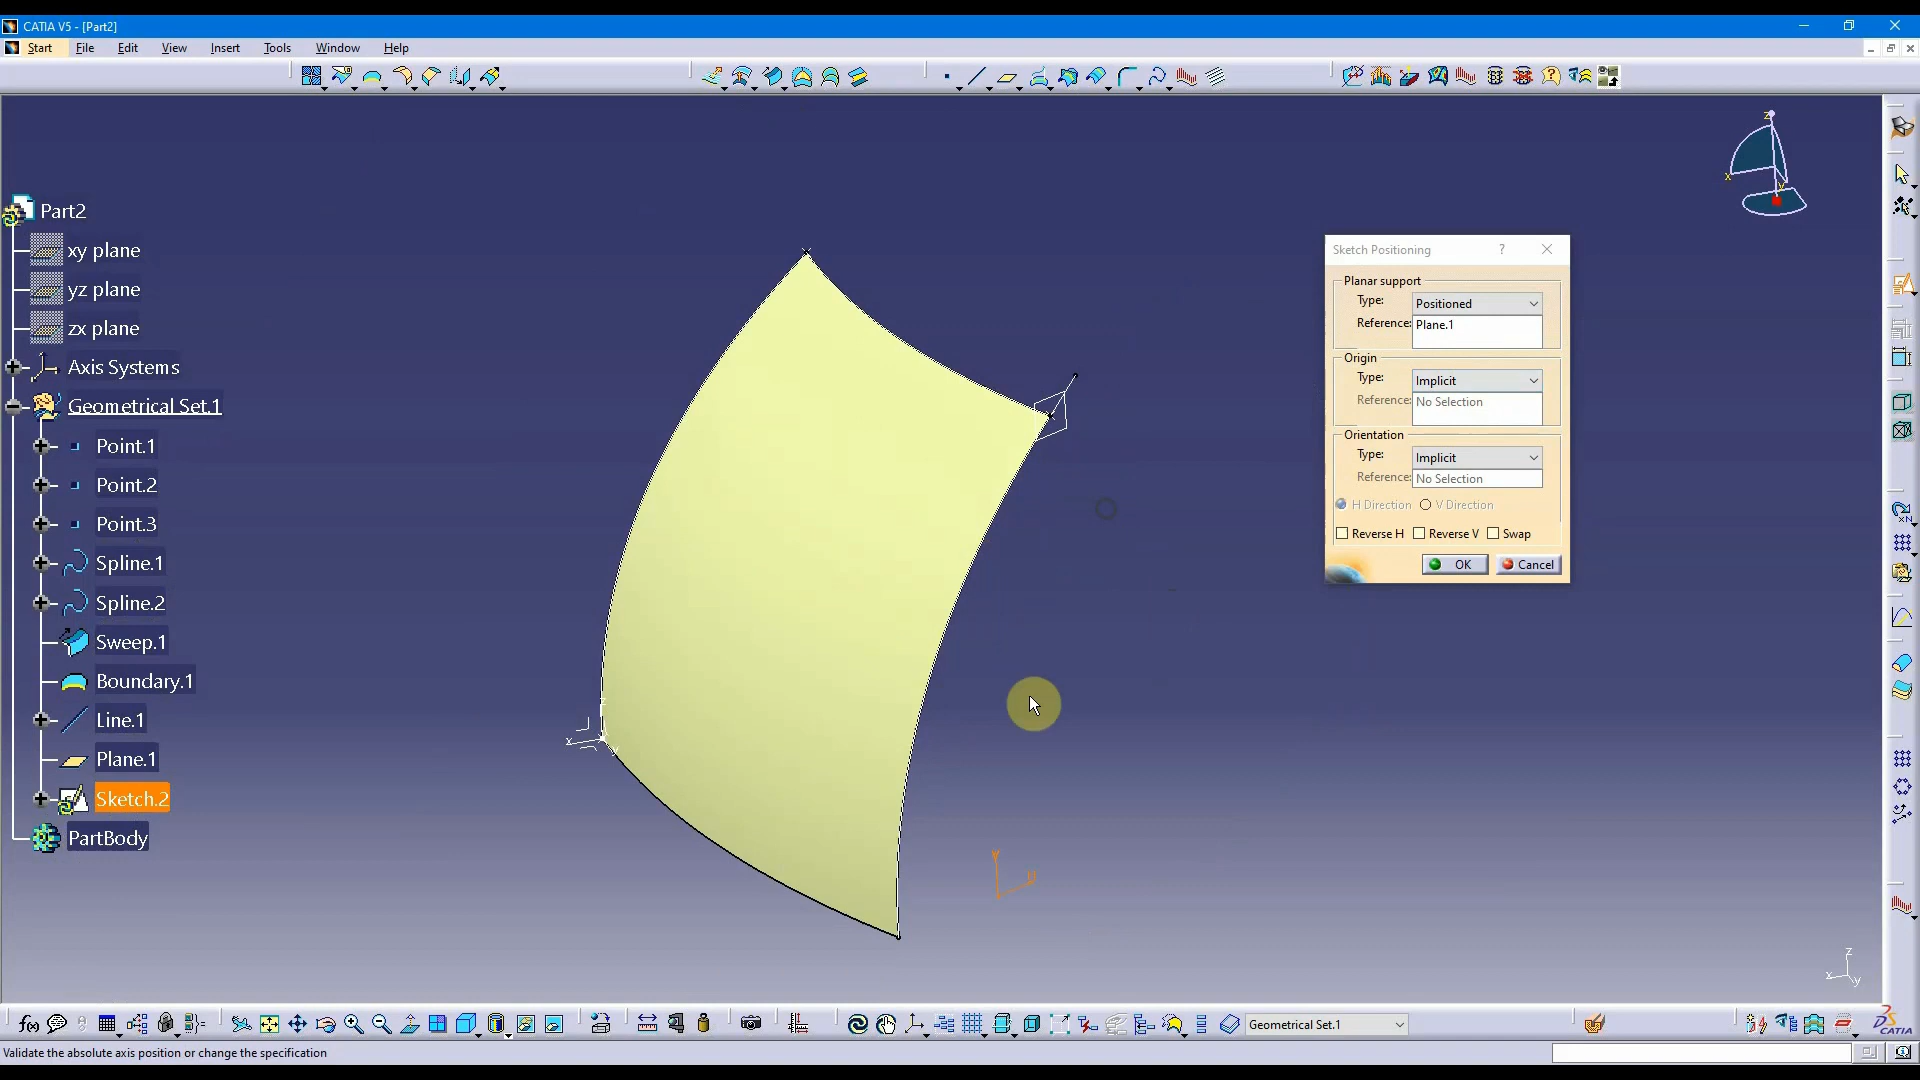 CATIA V5 - [Part2]
Start File Edit View Insert Tools Window Help
Part2
xy plane
yz plane
zx plane
Axis Systems
Geometrical Set.1
Point.1
Point.2
Point.3
Spline.1
Spline.2
Sweep.1
Boundary.1
Line.1
Plane.1
Sketch.2
PartBody
z
x
y
Sketch Positioning ?
Planar support
Type: Positioned
Reference: Plane.1
Origin
Type: Implicit
Reference: No Selection
Orientation
Type: Implicit
Reference: No Selection
H Direction V Direction
Reverse H Reverse V Swap
OK Cancel
z
x
y
V
H
z
x
y
f(x)
Geometrical Set.1
CATIA
Validate the absolute axis position or change the specification